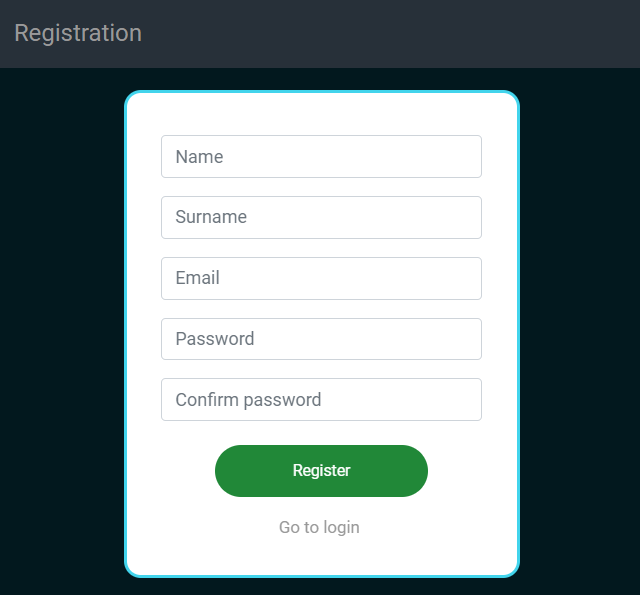 Registration
Name
Surname
Email
Password
Confirm password
Register
Go to login